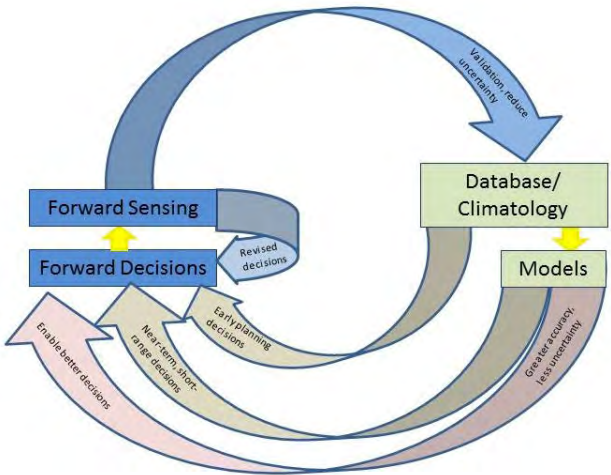 Validation, reduce
uncertainty
Forward Sensing
Database/
Climatology
Revised
decisions
Forward Decisions
Models
Early planning
decisions
Near-term, short-
range decisions
Enable better decisions
Greater accuracy,
less uncertainty